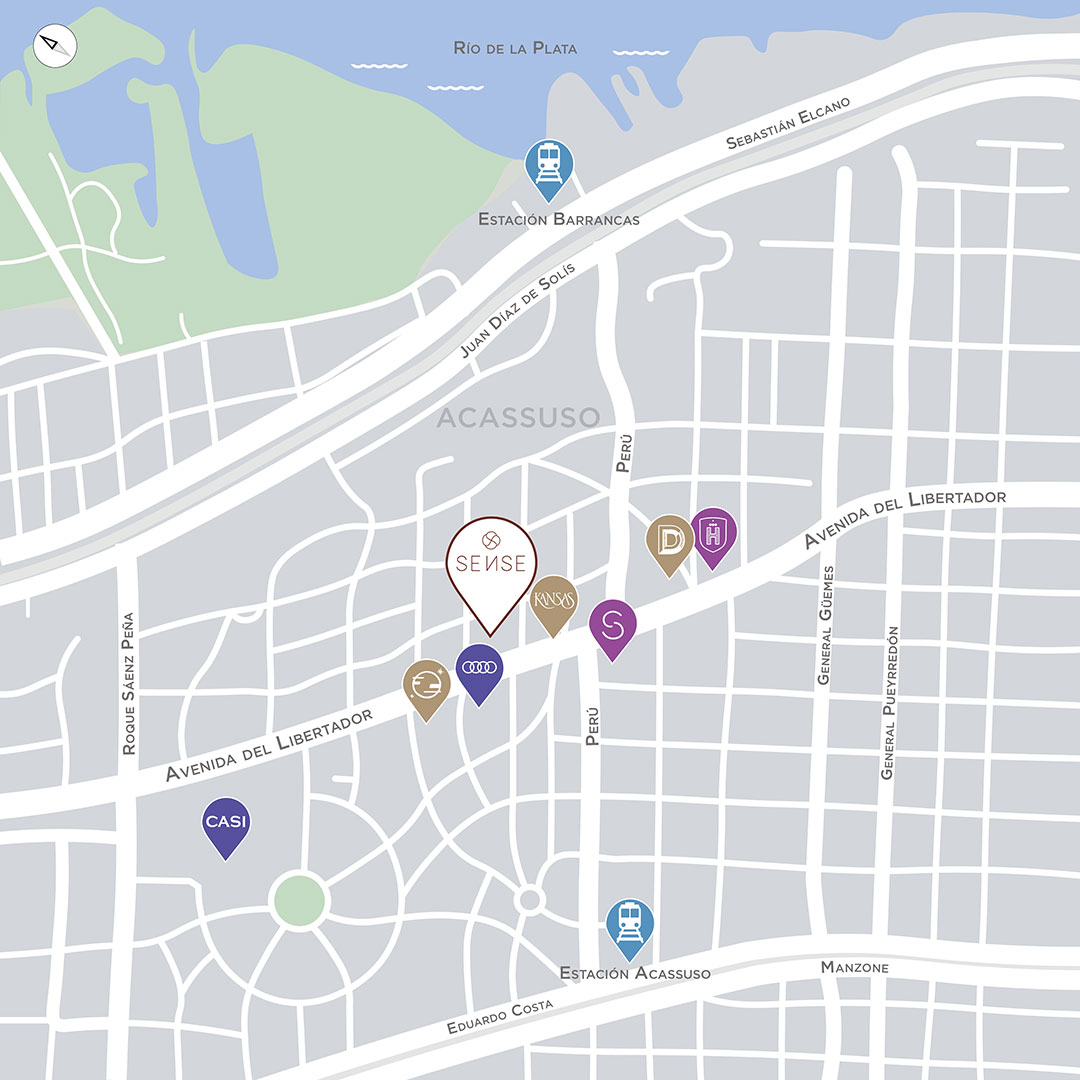 Río de la Plata
Sebastián Elcano
Estación Barrancas
Juan Díaz de Solís
ACASSUSO
Perú
Avenida del Libertador
D
H
SENSE
KANSAS
S
General Güemes
Roque Sáenz Peña
General Pueyrredón
Perú
Avenida del Libertador
CASI
Estación Acassuso
Manzone
Eduardo Costa